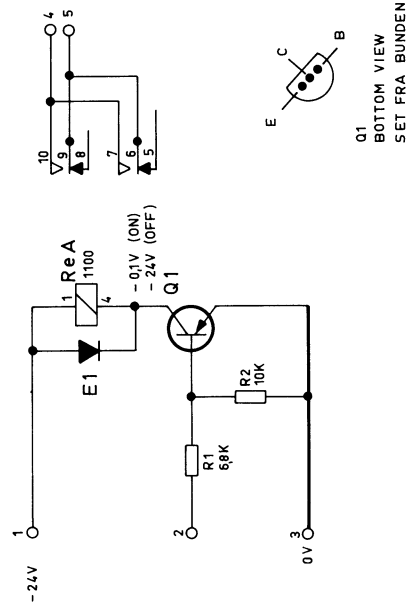 -24V
1
2
3
0V
E1
ReA
1100
1
4
-0,1V (ON)
-24V (OFF)
Q1
R1
6,8K
R2
10K
10
9
8
7
6
5
4
5
E
C
B
Q1
BOTTOM VIEW
SET FRA BUNDEN